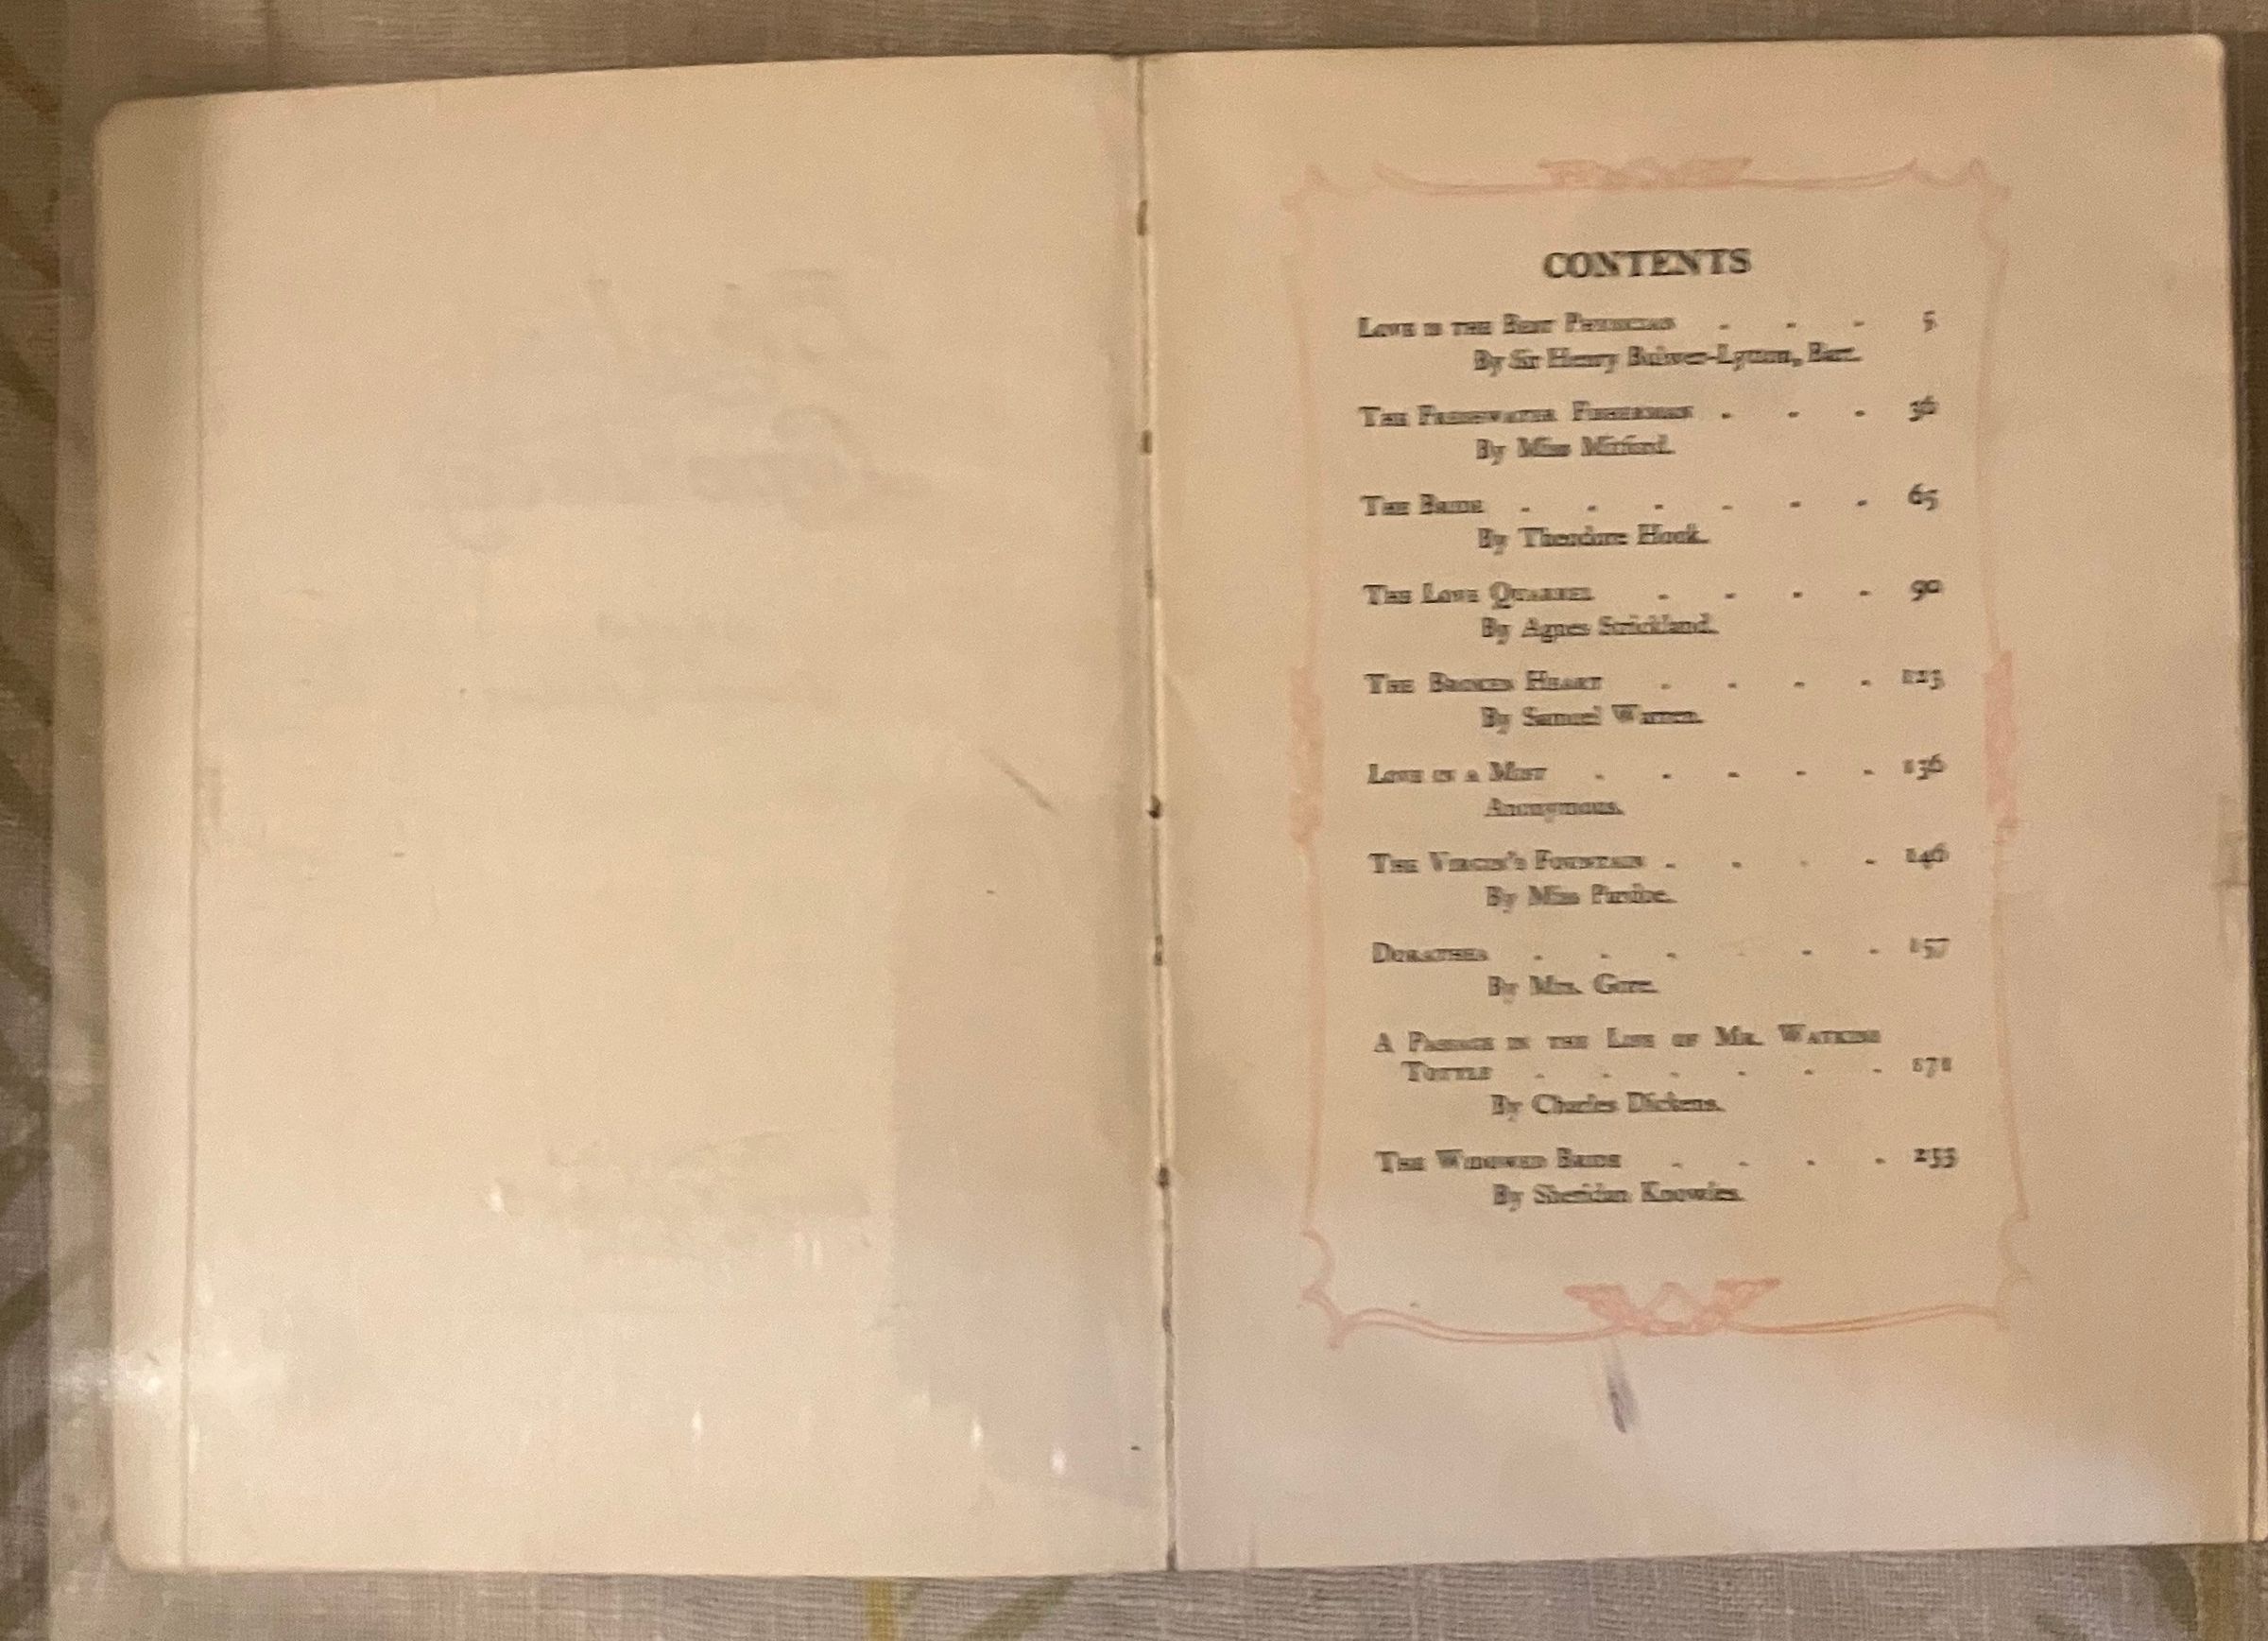 CONTENTS
LOVE IS THE BEST PHYSICIAN . . . 5
By Sir Henry Bulwer-Lytton, Bart.
THE FRESHWATER FISHERMAN . . . 36
By Miss Mitford.
THE BRIDE . . . . . . 65
By Theodore Hook.
THE LOVE QUARREL . . . . 90
By Agnes Strickland.
THE BROKEN HEART . . . . 123
By Samuel Warren.
LOVE IN A MIST . . . . . 136
Anonymous.
THE VIRGIN'S FOUNTAIN . . . . 146
By Miss Pardoe.
DORATHEA . . . . . . 157
By Mrs. Gore.
A PASSAGE IN THE LIFE OF MR. WATKINS
TOTTLE . . . . . . 171
By Charles Dickens.
THE WIDOWED BRIDE . . . . 233
By Sheridan Knowles.